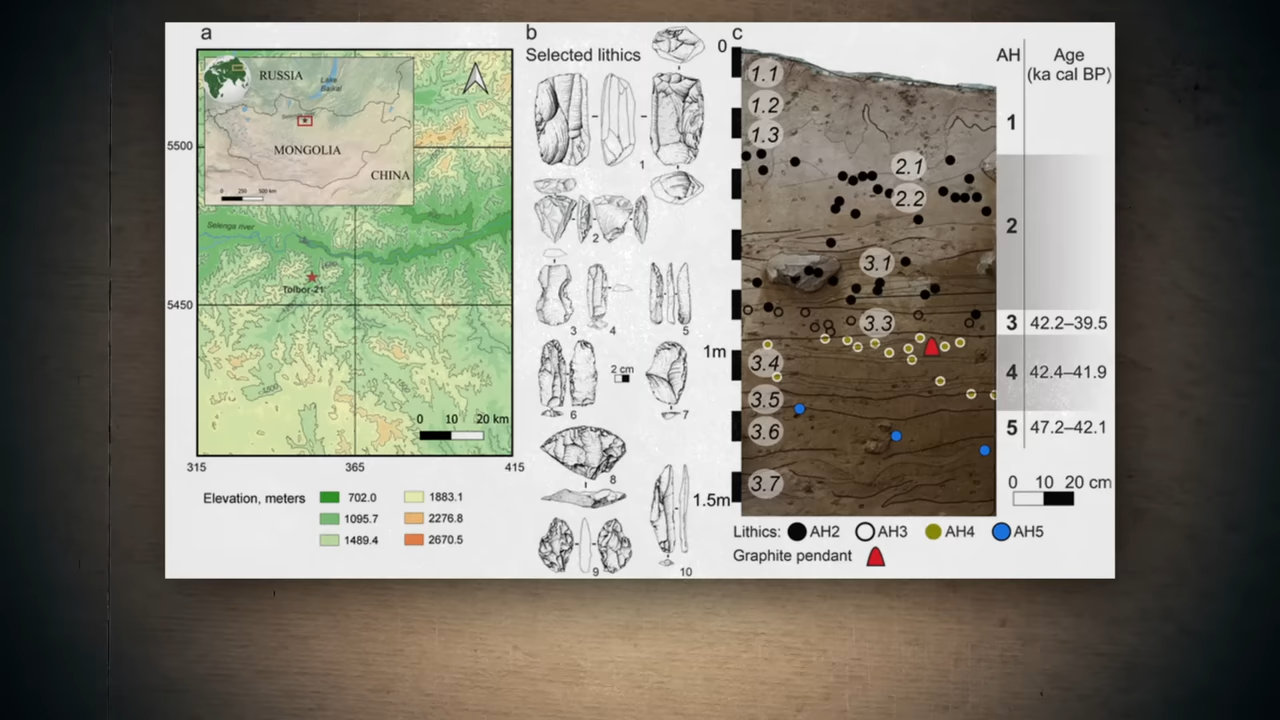 a
RUSSIA
Lake
Baikal
MONGOLIA
CHINA
0 250 500 km
5500
Selenga river
Tolbor-21
5450
1500
0 10 20 km
315 365 415
Elevation, meters
702.0
1095.7
1489.4
1883.1
2276.8
2670.5
b
Selected lithics
1
2
3
4
5
2 cm
6
7
8
9
10
c
0
1m
1.5m
1.1
1.2
1.3
2.1
2.2
3.1
3.3
3.4
3.5
3.6
3.7
AH Age
(ka cal BP)
1
2
3 42.2–39.5
4 42.4–41.9
5 47.2–42.1
0 10 20 cm
Lithics: AH2 AH3 AH4 AH5
Graphite pendant